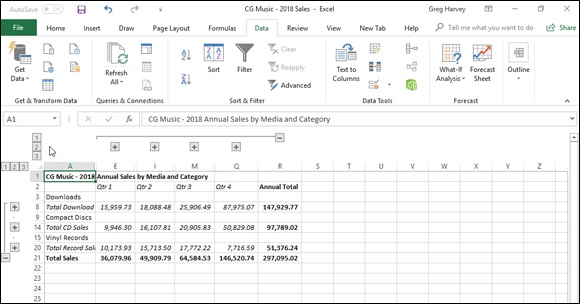 AutoSave Off CG Music - 2018 Sales - Excel Greg Harvey
File Home Insert Draw Page Layout Formulas Data Review View New Tab Help Tell me what you want to do
Get Data Refresh All Sort Filter Clear Reapply Advanced Text to Columns What-If Analysis Forecast Sheet Outline
Get & Transform Data Queries & Connections Sort & Filter Data Tools Forecast
A1 fx CG Music - 2018 Annual Sales by Media and Category
1
2
3
1 2 3 A E I M Q R S T U V W X Y Z
1 CG Music - 2018 Annual Sales by Media and Category
2 Qtr 1 Qtr 2 Qtr 3 Qtr 4 Annual Total
3 Downloads
8 Total Download 15,959.73 18,088.48 25,906.49 87,975.07 147,929.77
9 Compact Discs
14 Total CD Sales 9,946.30 16,107.81 20,905.83 50,829.08 97,789.02
15 Vinyl Records
20 Total Record Sale 10,173.93 15,713.50 17,772.22 7,716.59 51,376.24
21 Total Sales 36,079.96 49,909.79 64,584.53 146,520.74 297,095.02